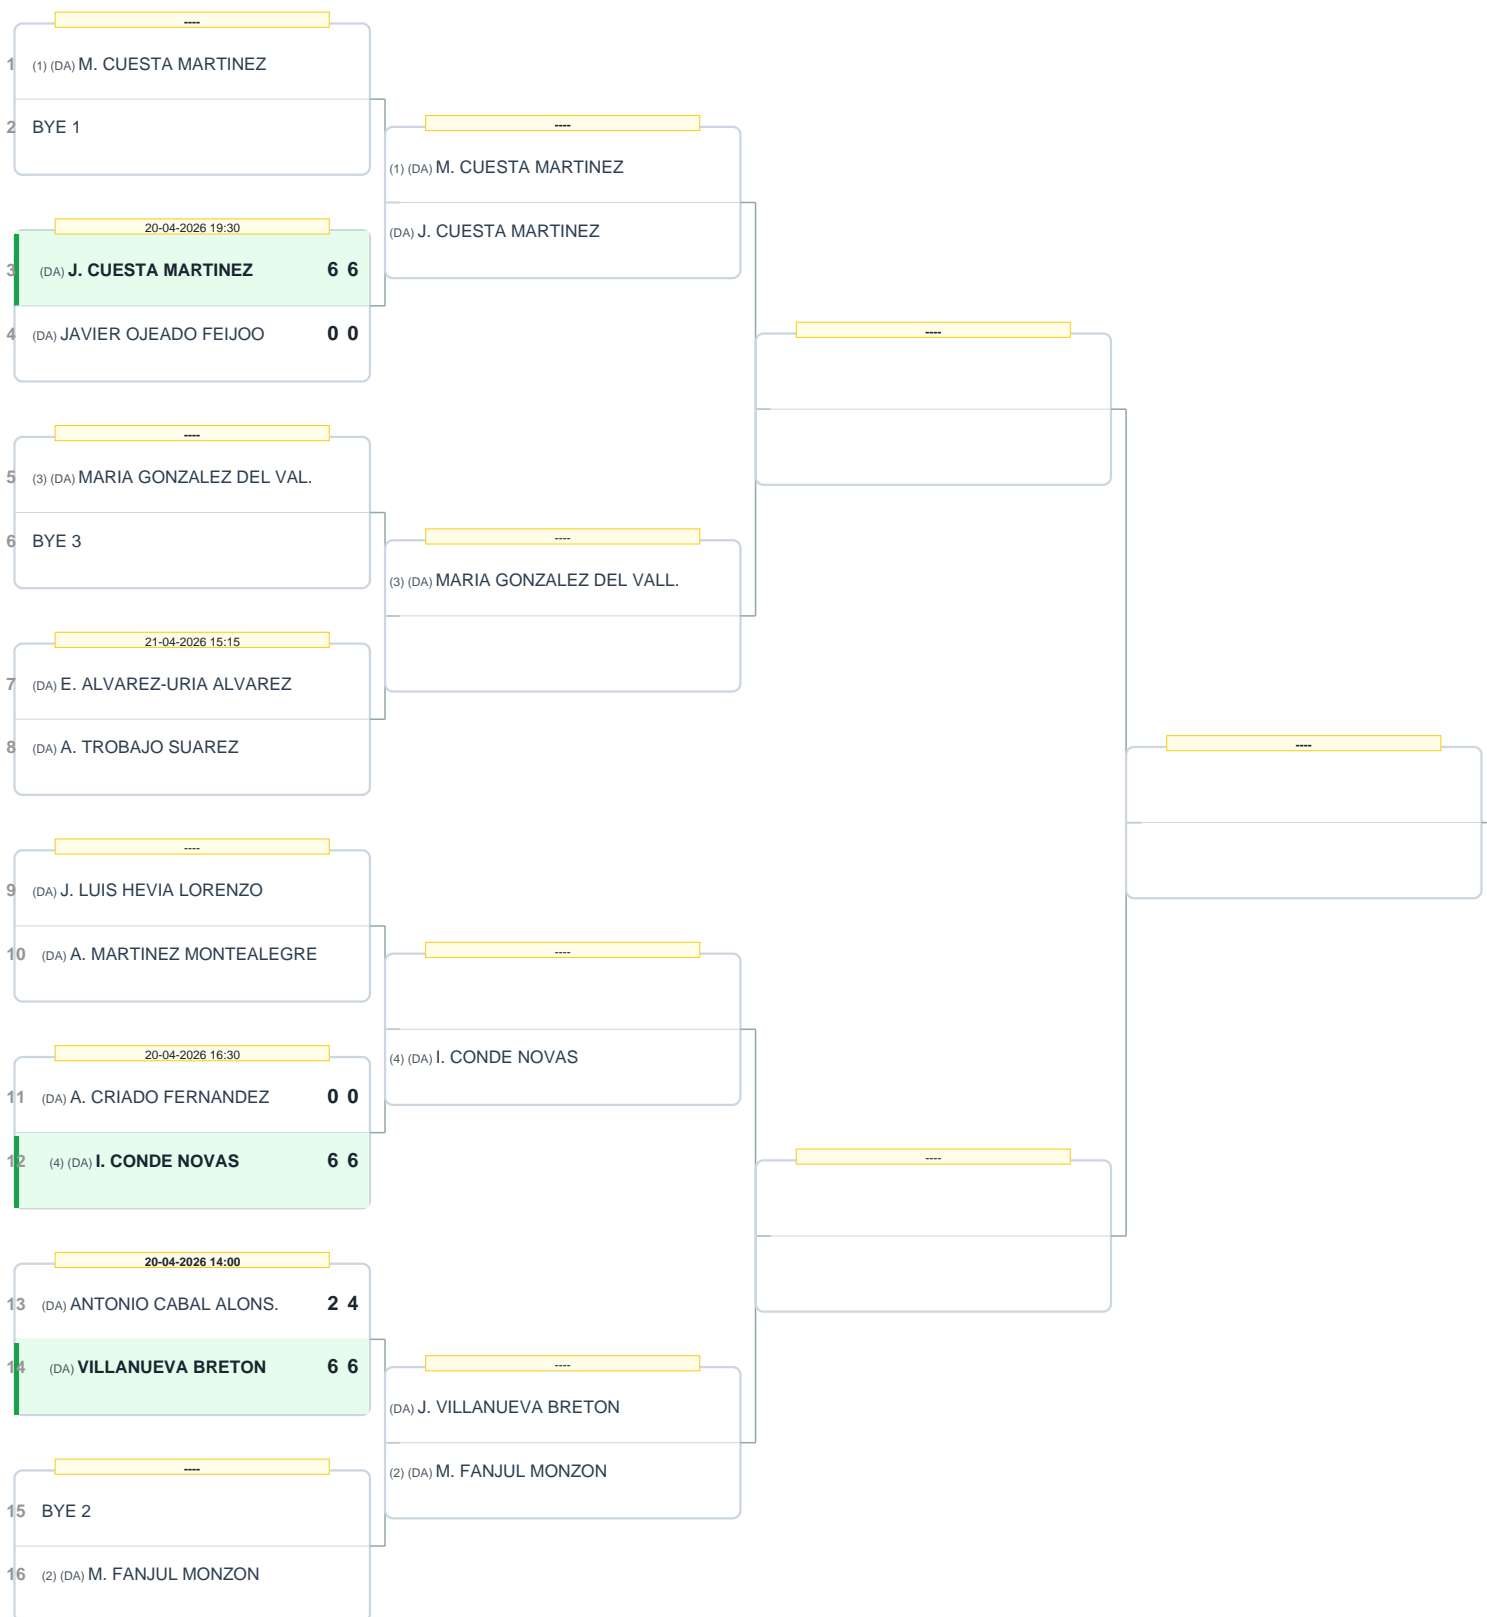 ----
1 (1) (DA) M. CUESTA MARTINEZ
2 BYE 1
20-04-2026 19:30
3 (DA) J. CUESTA MARTINEZ 6 6
4 (DA) JAVIER OJEADO FEIJOO 0 0
----
5 (3) (DA) MARIA GONZALEZ DEL VAL.
6 BYE 3
21-04-2026 15:15
7 (DA) E. ALVAREZ-URIA ALVAREZ
8 (DA) A. TROBAJO SUAREZ
----
9 (DA) J. LUIS HEVIA LORENZO
10 (DA) A. MARTINEZ MONTEALEGRE
20-04-2026 16:30
11 (DA) A. CRIADO FERNANDEZ 0 0
12 (4) (DA) I. CONDE NOVAS 6 6
20-04-2026 14:00
13 (DA) ANTONIO CABAL ALONS. 2 4
14 (DA) VILLANUEVA BRETON 6 6
----
15 BYE 2
16 (2) (DA) M. FANJUL MONZON
----
(1) (DA) M. CUESTA MARTINEZ
(DA) J. CUESTA MARTINEZ
----
(3) (DA) MARIA GONZALEZ DEL VALL.
----
(4) (DA) I. CONDE NOVAS
----
(DA) J. VILLANUEVA BRETON
(2) (DA) M. FANJUL MONZON
----
----
----